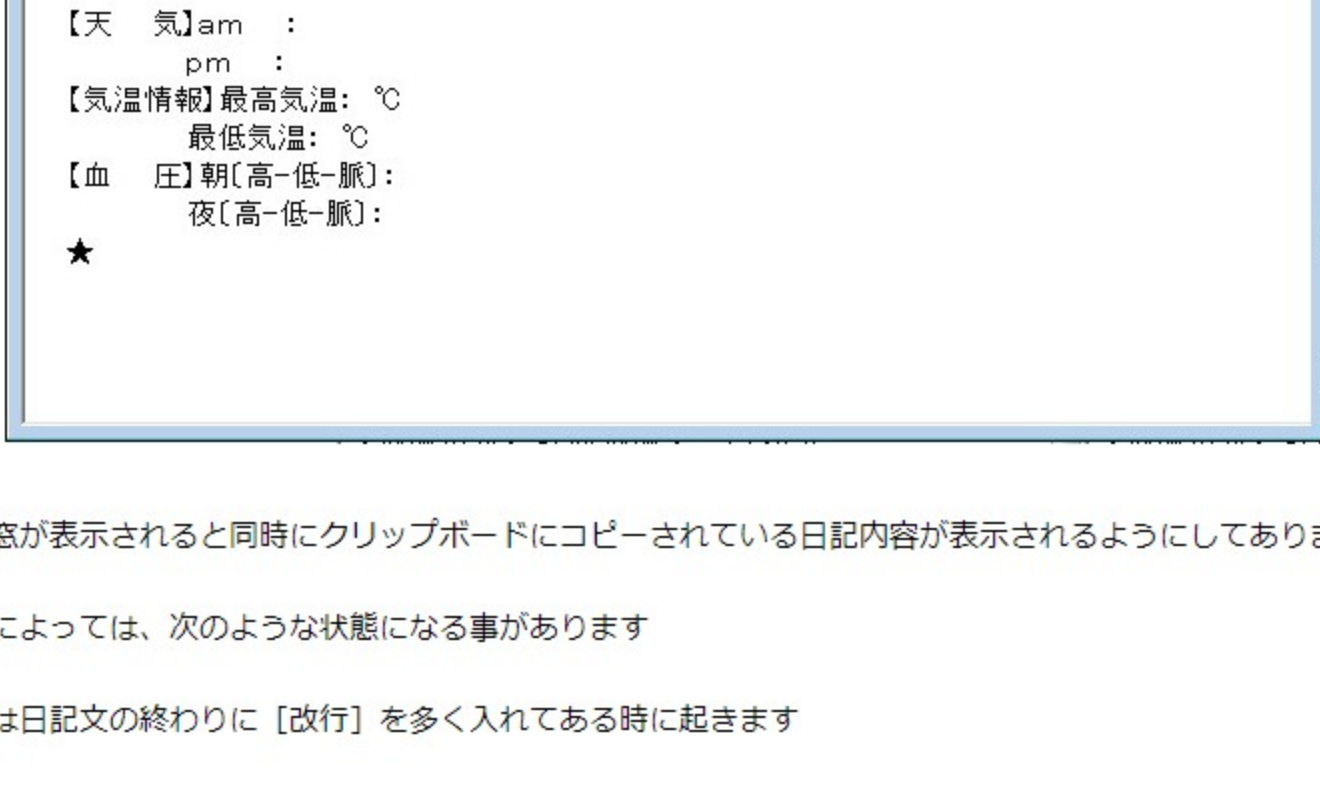 【天　気】am　：
pm　：
【気温情報】最高気温：　℃
最低気温：　℃
【血　圧】朝〔高－低－脈〕：
夜〔高－低－脈〕：
★
窓が表示されると同時にクリップボードにコピーされている日記内容が表示されるようにしてありま
によっては、次のような状態になる事があります
は日記文の終わりに［改行］を多く入れてある時に起きます